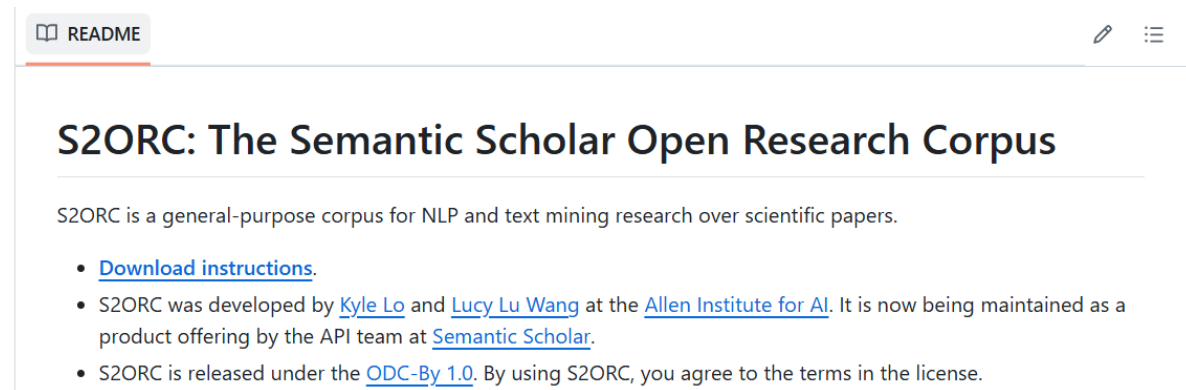 README
S2ORC: The Semantic Scholar Open Research Corpus
S2ORC is a general-purpose corpus for NLP and text mining research over scientific papers.
• Download instructions.
• S2ORC was developed by Kyle Lo and Lucy Lu Wang at the Allen Institute for AI. It is now being maintained as a
product offering by the API team at Semantic Scholar.
• S2ORC is released under the ODC-By 1.0. By using S2ORC, you agree to the terms in the license.